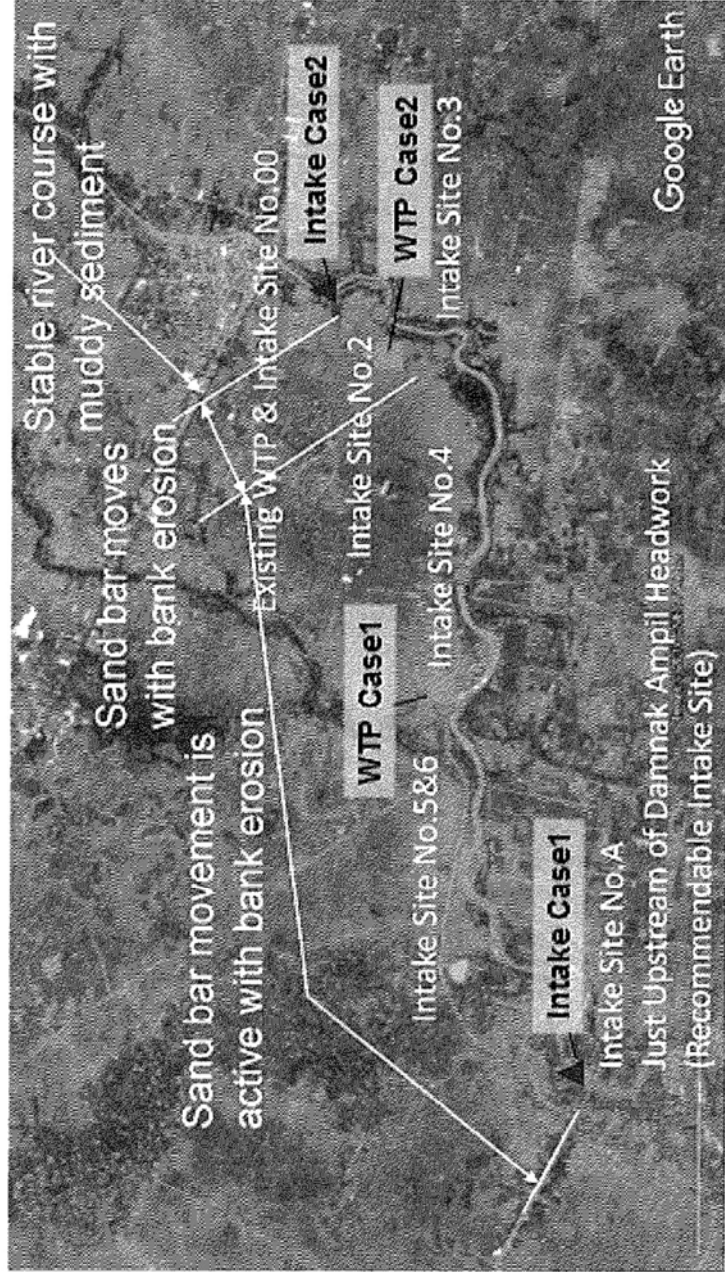 Stable river course with
muddy sediment
Sand bar moves
with bank erosion
Sand bar movement is
active with bank erosion
Existing WTP & Intake Site No.00
Intake Case2
Intake Site No.2
WTP Case2
Intake Site No.3
WTP Case1
Intake Site No.4
Intake Site No.5&6
Intake Case1
Intake Site No.A
Just Upstream of Damnak Ampil Headwork
(Recommendable Intake Site)
Google Earth